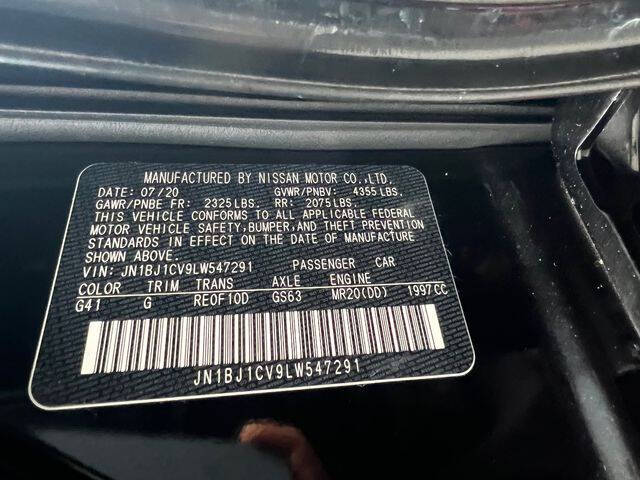 MANUFACTURED BY NISSAN MOTOR CO.,LTD.
DATE: 07/20 GVWR/PNBV: 4355 LBS.
GAWR/PNBE FR: 2325 LBS. RR: 2075 LBS.
THIS VEHICLE CONFORMS TO ALL APPLICABLE FEDERAL
MOTOR VEHICLE SAFETY, BUMPER, AND THEFT PREVENTION
STANDARDS IN EFFECT ON THE DATE OF MANUFACTURE
SHOWN ABOVE.
VIN: JN1BJ1CV9LW547291 PASSENGER CAR
COLOR TRIM TRANS AXLE ENGINE
G41 G RE0F10D GS63 MR20(DD) 1997CC
JN1BJ1CV9LW547291